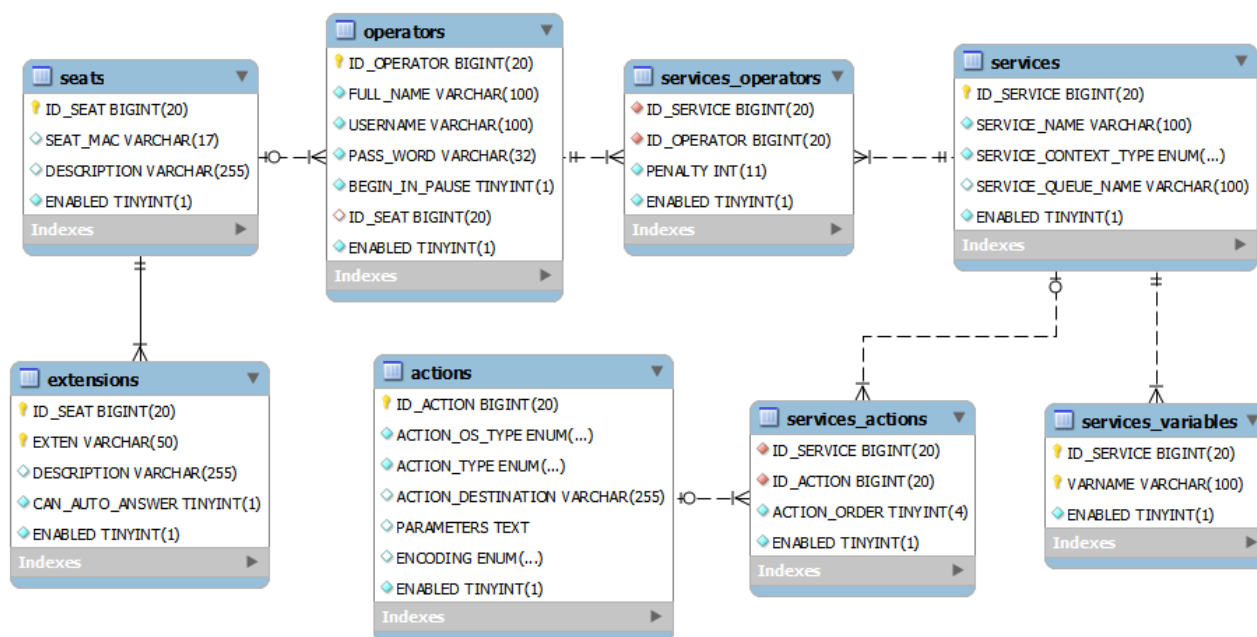 seats
ID_SEAT BIGINT(20)
SEAT_MAC VARCHAR(17)
DESCRIPTION VARCHAR(255)
ENABLED TINYINT(1)
Indexes
operators
ID_OPERATOR BIGINT(20)
FULL_NAME VARCHAR(100)
USERNAME VARCHAR(100)
PASS_WORD VARCHAR(32)
BEGIN_IN_PAUSE TINYINT(1)
ID_SEAT BIGINT(20)
ENABLED TINYINT(1)
Indexes
services_operators
ID_SERVICE BIGINT(20)
ID_OPERATOR BIGINT(20)
PENALTY INT(11)
ENABLED TINYINT(1)
Indexes
services
ID_SERVICE BIGINT(20)
SERVICE_NAME VARCHAR(100)
SERVICE_CONTEXT_TYPE ENUM(...)
SERVICE_QUEUE_NAME VARCHAR(100)
ENABLED TINYINT(1)
Indexes
extensions
ID_SEAT BIGINT(20)
EXTEN VARCHAR(50)
DESCRIPTION VARCHAR(255)
CAN_AUTO_ANSWER TINYINT(1)
ENABLED TINYINT(1)
Indexes
actions
ID_ACTION BIGINT(20)
ACTION_OS_TYPE ENUM(...)
ACTION_TYPE ENUM(...)
ACTION_DESTINATION VARCHAR(255)
PARAMETERS TEXT
ENCODING ENUM(...)
ENABLED TINYINT(1)
Indexes
services_actions
ID_SERVICE BIGINT(20)
ID_ACTION BIGINT(20)
ACTION_ORDER TINYINT(4)
ENABLED TINYINT(1)
Indexes
services_variables
ID_SERVICE BIGINT(20)
VARNAME VARCHAR(100)
ENABLED TINYINT(1)
Indexes